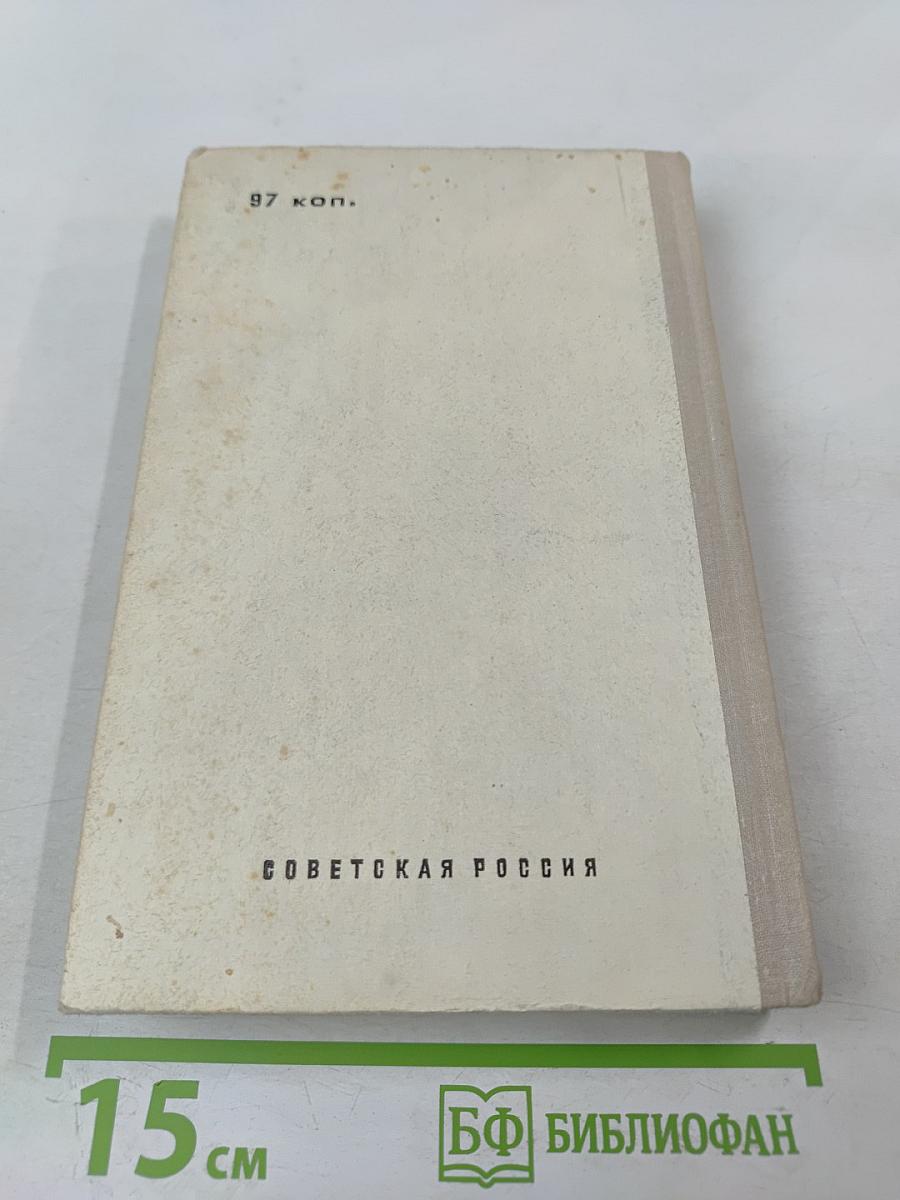 97 коп.
СОВЕТСКАЯ РОССИЯ
15 см
БФ БИБЛИОФАН